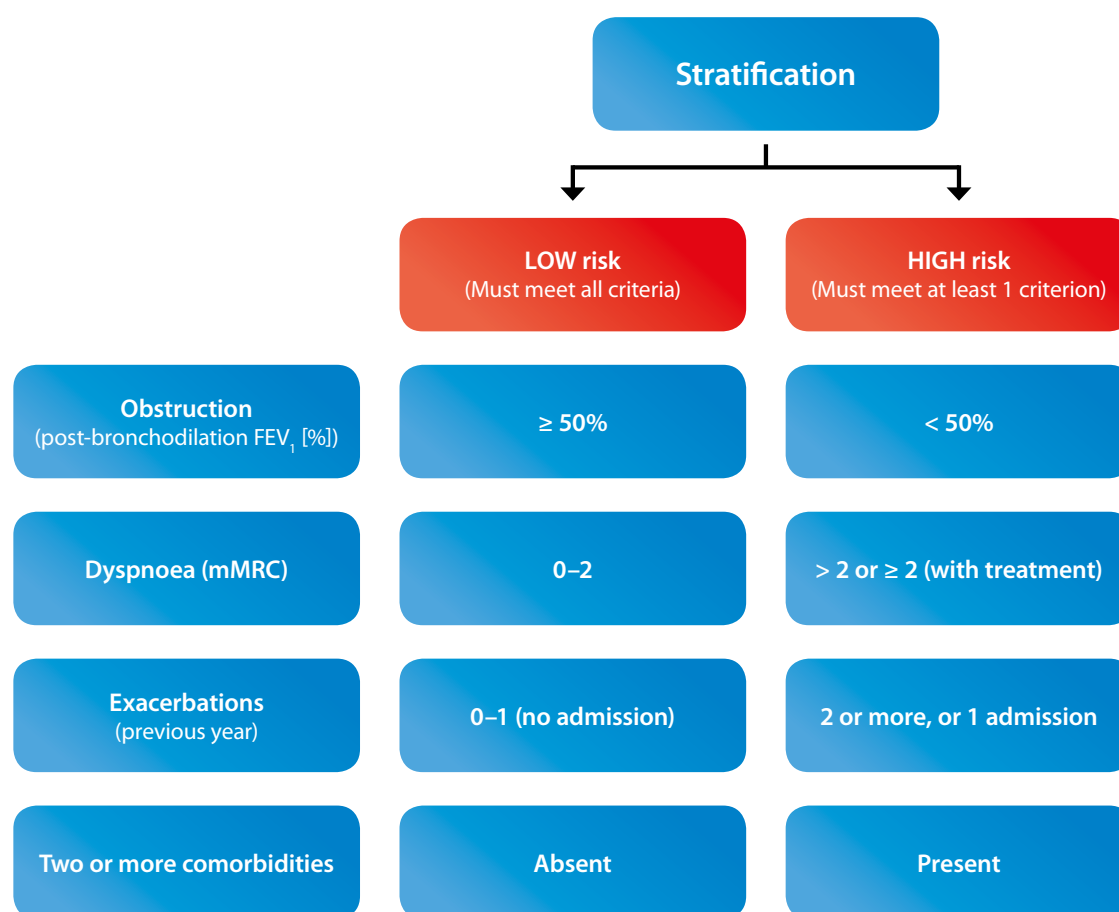 Stratification
LOW risk
(Must meet all criteria)
HIGH risk
(Must meet at least 1 criterion)
Obstruction
(post-bronchodilation FEV₁ [%])
≥ 50%
< 50%
Dyspnoea (mMRC)
0–2
> 2 or ≥ 2 (with treatment)
Exacerbations
(previous year)
0–1 (no admission)
2 or more, or 1 admission
Two or more comorbidities
Absent
Present